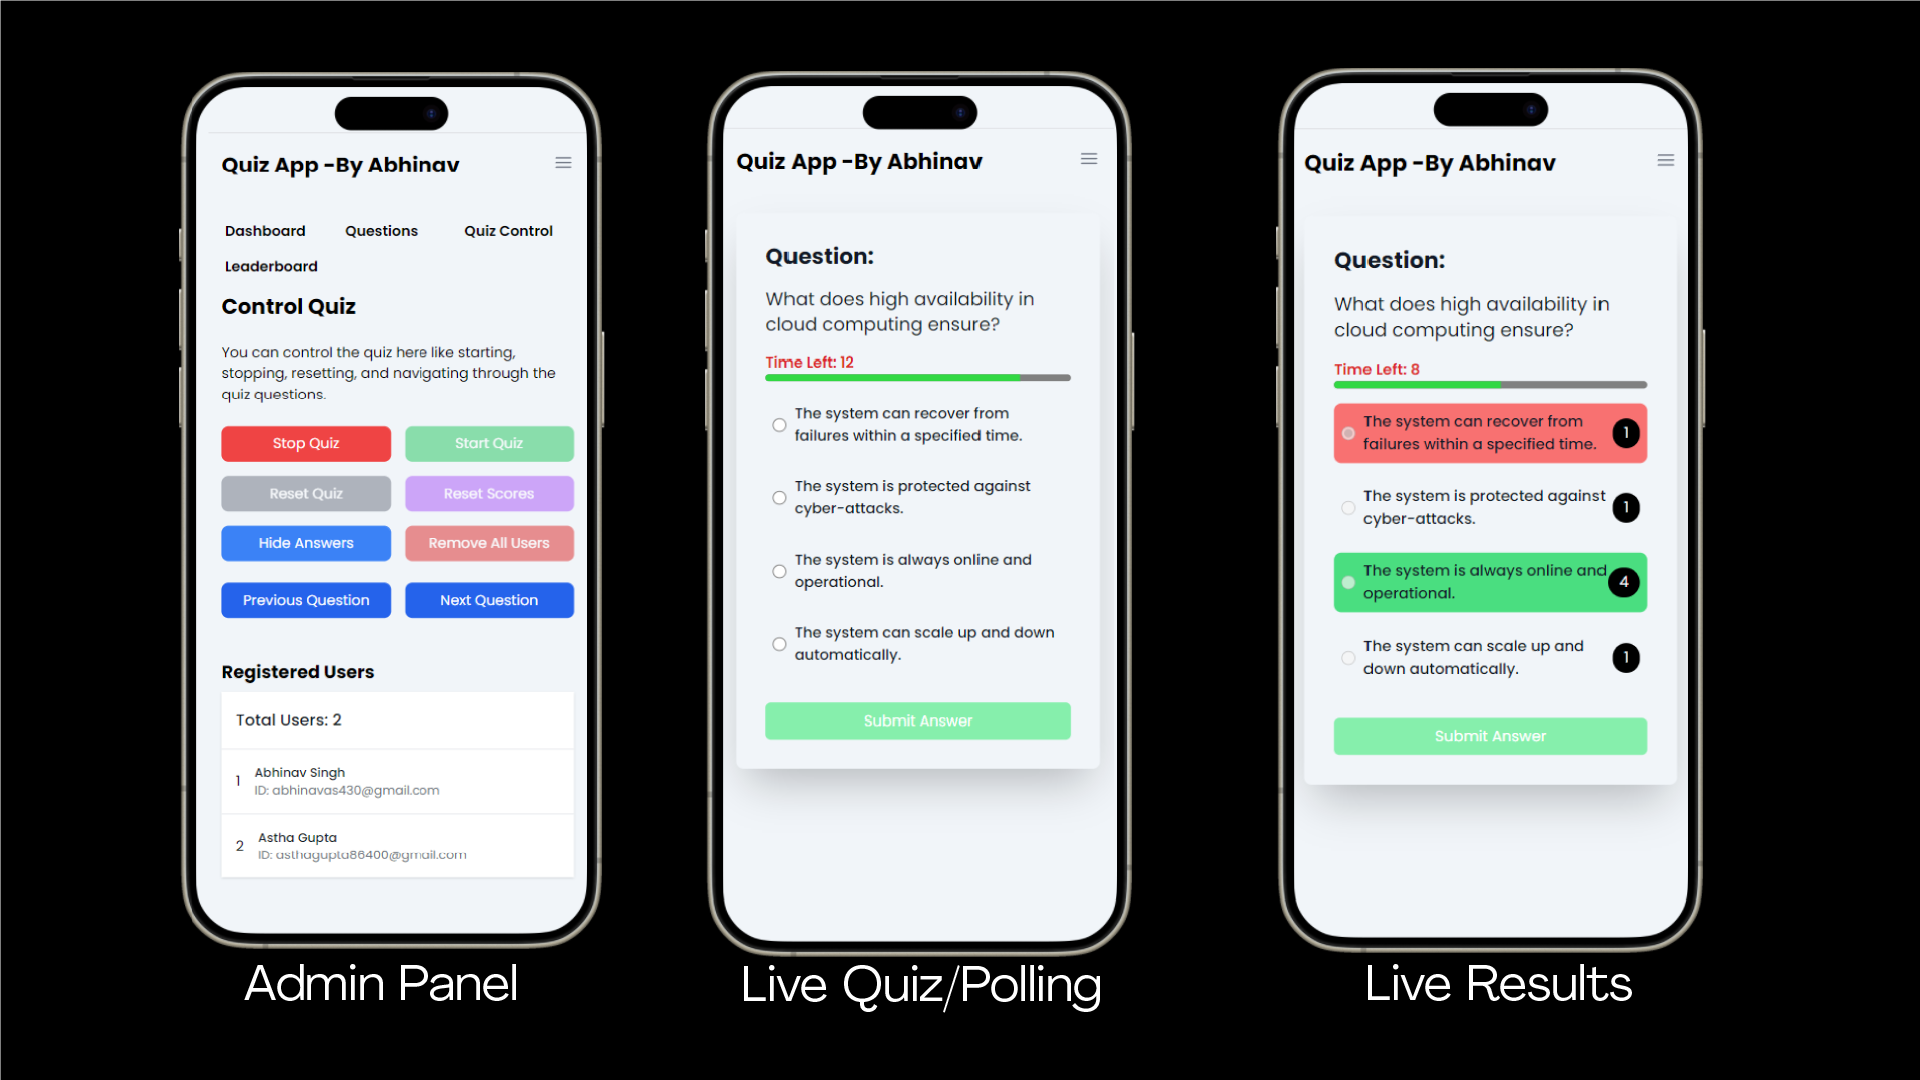 Quiz App -By Abhinav
Dashboard Questions Quiz Control
Leaderboard
Control Quiz
You can control the quiz here like starting,
stopping, resetting, and navigating through the
quiz questions.
Stop Quiz Start Quiz
Reset Quiz Reset Scores
Hide Answers Remove All Users
Previous Question Next Question
Registered Users
Total Users: 2
1 Abhinav Singh
ID: abhinavas430@gmail.com
2 Astha Gupta
ID: asthagupta86400@gmail.com
Admin Panel
Quiz App -By Abhinav
Question:
What does high availability in
cloud computing ensure?
Time Left: 12
The system can recover from
failures within a specified time.
The system is protected against
cyber-attacks.
The system is always online and
operational.
The system can scale up and down
automatically.
Submit Answer
Live Quiz/Polling
Quiz App -By Abhinav
Question:
What does high availability in
cloud computing ensure?
Time Left: 8
The system can recover from
failures within a specified time.
1
The system is protected against
cyber-attacks.
1
The system is always online and
operational.
4
The system can scale up and
down automatically.
1
Submit Answer
Live Results